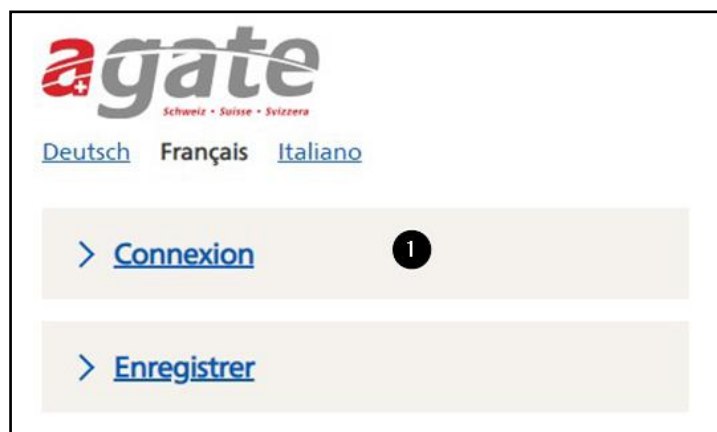 agate
Schweiz • Suisse • Svizzera
Deutsch Français Italiano
> Connexion 1
> Enregistrer